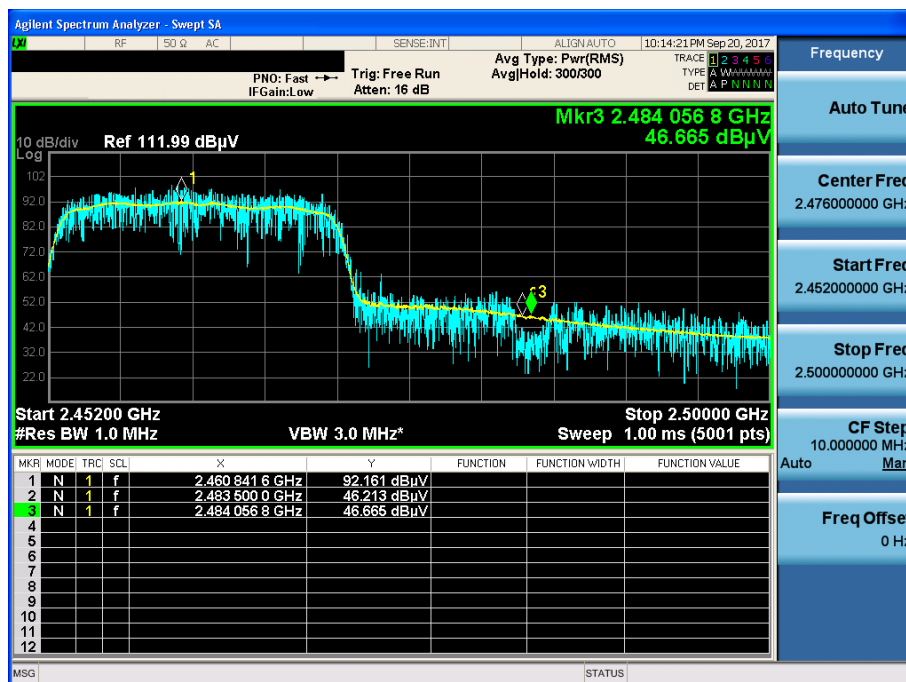 Agilent Spectrum Analyzer - Swept SA
LXI RF 50 Ω AC SENSE:INT ALIGN AUTO 10:14:21 PM Sep 20, 2017
PNO: Fast
IFGain:Low
Trig: Free Run
Atten: 16 dB
Avg Type: Pwr(RMS)
Avg|Hold: 300/300
TRACE 1 2 3 4 5 6
TYPE A W
DET A P N N N N
Mkr3 2.484 056 8 GHz
46.665 dBµV
10 dB/div Ref 111.99 dBµV
Log
102
92.0
82.0
72.0
62.0
52.0
42.0
32.0
22.0
1
3
Start 2.45200 GHz Stop 2.50000 GHz
#Res BW 1.0 MHz VBW 3.0 MHz* Sweep 1.00 ms (5001 pts)
MKR MODE TRC SCL X Y FUNCTION FUNCTION WIDTH FUNCTION VALUE
1 N 1 f 2.460 841 6 GHz 92.161 dBµV
2 N 1 f 2.483 500 0 GHz 46.213 dBµV
3 N 1 f 2.484 056 8 GHz 46.665 dBµV
4
5
6
7
8
9
10
11
12
MSG STATUS
Frequency
Auto Tune
Center Freq
2.476000000 GHz
Start Freq
2.452000000 GHz
Stop Freq
2.500000000 GHz
CF Step
10.000000 MHz
Auto Man
Freq Offset
0 Hz